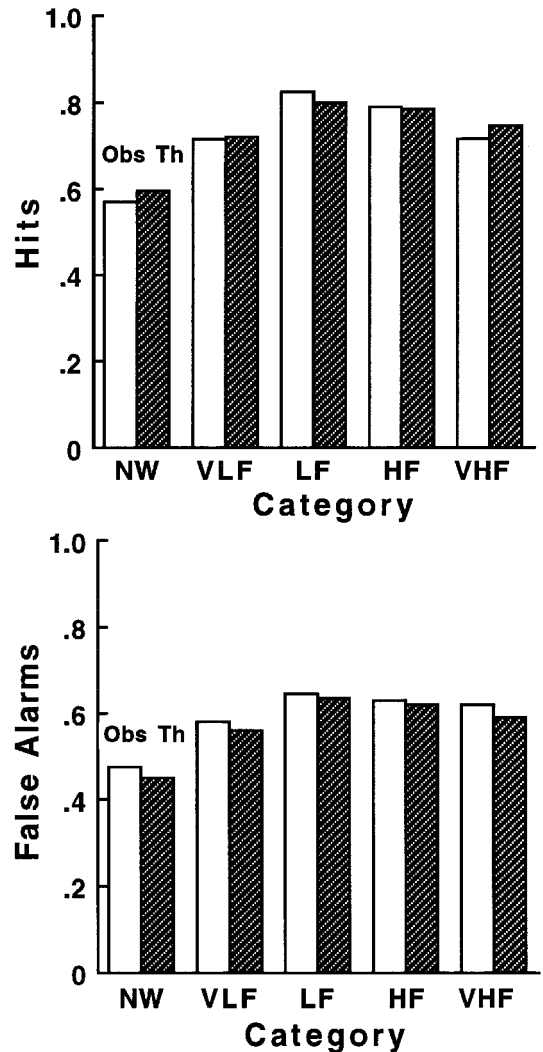 1.0
.8
.6
.4
.2
0
Hits
Obs Th
NW VLF LF HF VHF
Category
1.0
.8
.6
.4
.2
0
False Alarms
Obs Th
NW VLF LF HF VHF
Category